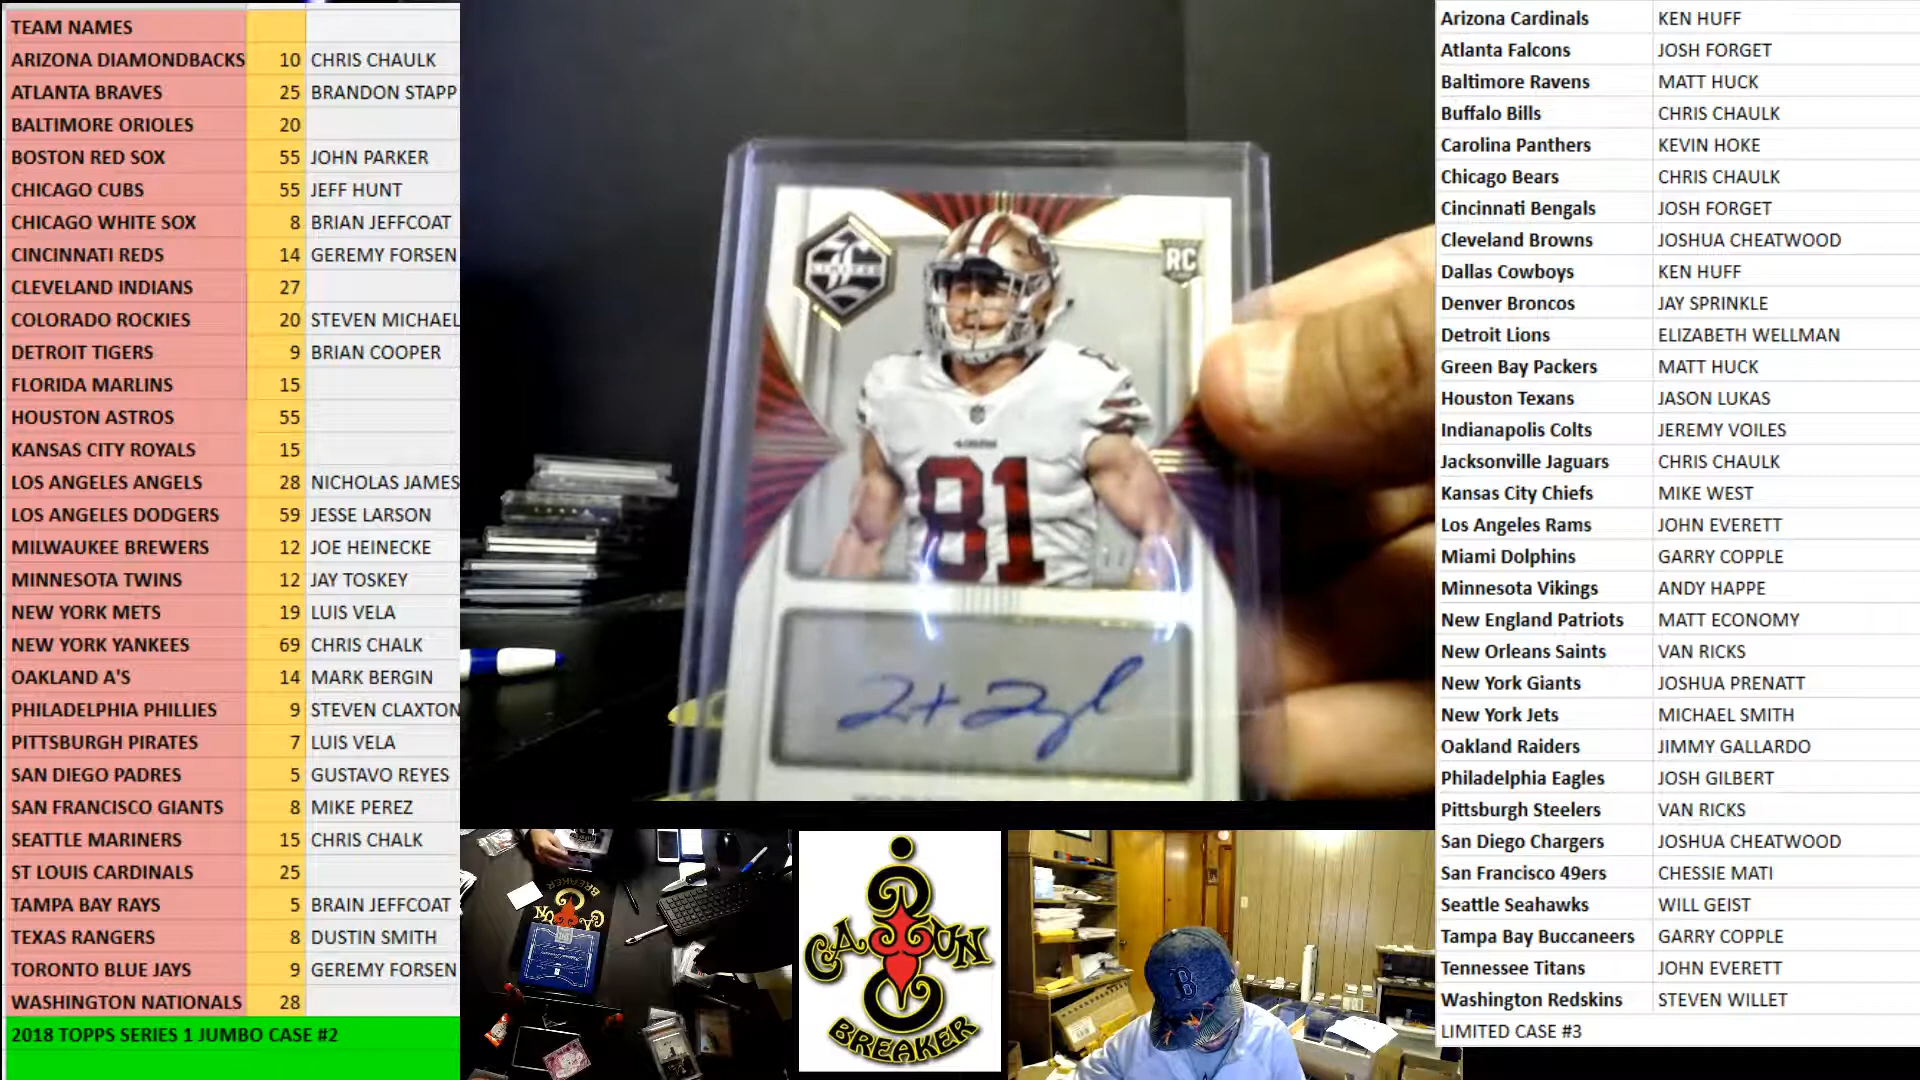 TEAM NAMES
ARIZONA DIAMONDBACKS 10 CHRIS CHAULK
ATLANTA BRAVES 25 BRANDON STAPP
BALTIMORE ORIOLES 20
BOSTON RED SOX 55 JOHN PARKER
CHICAGO CUBS 55 JEFF HUNT
CHICAGO WHITE SOX 8 BRIAN JEFFCOAT
CINCINNATI REDS 14 GEREMY FORSEN
CLEVELAND INDIANS 27
COLORADO ROCKIES 20 STEVEN MICHAEL
DETROIT TIGERS 9 BRIAN COOPER
FLORIDA MARLINS 15
HOUSTON ASTROS 55
KANSAS CITY ROYALS 15
LOS ANGELES ANGELS 28 NICHOLAS JAMES
LOS ANGELES DODGERS 59 JESSE LARSON
MILWAUKEE BREWERS 12 JOE HEINECKE
MINNESOTA TWINS 12 JAY TOSKEY
NEW YORK METS 19 LUIS VELA
NEW YORK YANKEES 69 CHRIS CHALK
OAKLAND A'S 14 MARK BERGIN
PHILADELPHIA PHILLIES 9 STEVEN CLAXTON
PITTSBURGH PIRATES 7 LUIS VELA
SAN DIEGO PADRES 5 GUSTAVO REYES
SAN FRANCISCO GIANTS 8 MIKE PEREZ
SEATTLE MARINERS 15 CHRIS CHALK
ST LOUIS CARDINALS 25
TAMPA BAY RAYS 5 BRAIN JEFFCOAT
TEXAS RANGERS 8 DUSTIN SMITH
TORONTO BLUE JAYS 9 GEREMY FORSEN
WASHINGTON NATIONALS 28
2018 TOPPS SERIES 1 JUMBO CASE #2
LIMITED
RC
49ERS
81
CAJUN
BREAKER
B
Arizona Cardinals KEN HUFF
Atlanta Falcons JOSH FORGET
Baltimore Ravens MATT HUCK
Buffalo Bills CHRIS CHAULK
Carolina Panthers KEVIN HOKE
Chicago Bears CHRIS CHAULK
Cincinnati Bengals JOSH FORGET
Cleveland Browns JOSHUA CHEATWOOD
Dallas Cowboys KEN HUFF
Denver Broncos JAY SPRINKLE
Detroit Lions ELIZABETH WELLMAN
Green Bay Packers MATT HUCK
Houston Texans JASON LUKAS
Indianapolis Colts JEREMY VOILES
Jacksonville Jaguars CHRIS CHAULK
Kansas City Chiefs MIKE WEST
Los Angeles Rams JOHN EVERETT
Miami Dolphins GARRY COPPLE
Minnesota Vikings ANDY HAPPE
New England Patriots MATT ECONOMY
New Orleans Saints VAN RICKS
New York Giants JOSHUA PRENATT
New York Jets MICHAEL SMITH
Oakland Raiders JIMMY GALLARDO
Philadelphia Eagles JOSH GILBERT
Pittsburgh Steelers VAN RICKS
San Diego Chargers JOSHUA CHEATWOOD
San Francisco 49ers CHESSIE MATI
Seattle Seahawks WILL GEIST
Tampa Bay Buccaneers GARRY COPPLE
Tennessee Titans JOHN EVERETT
Washington Redskins STEVEN WILLET
LIMITED CASE #3